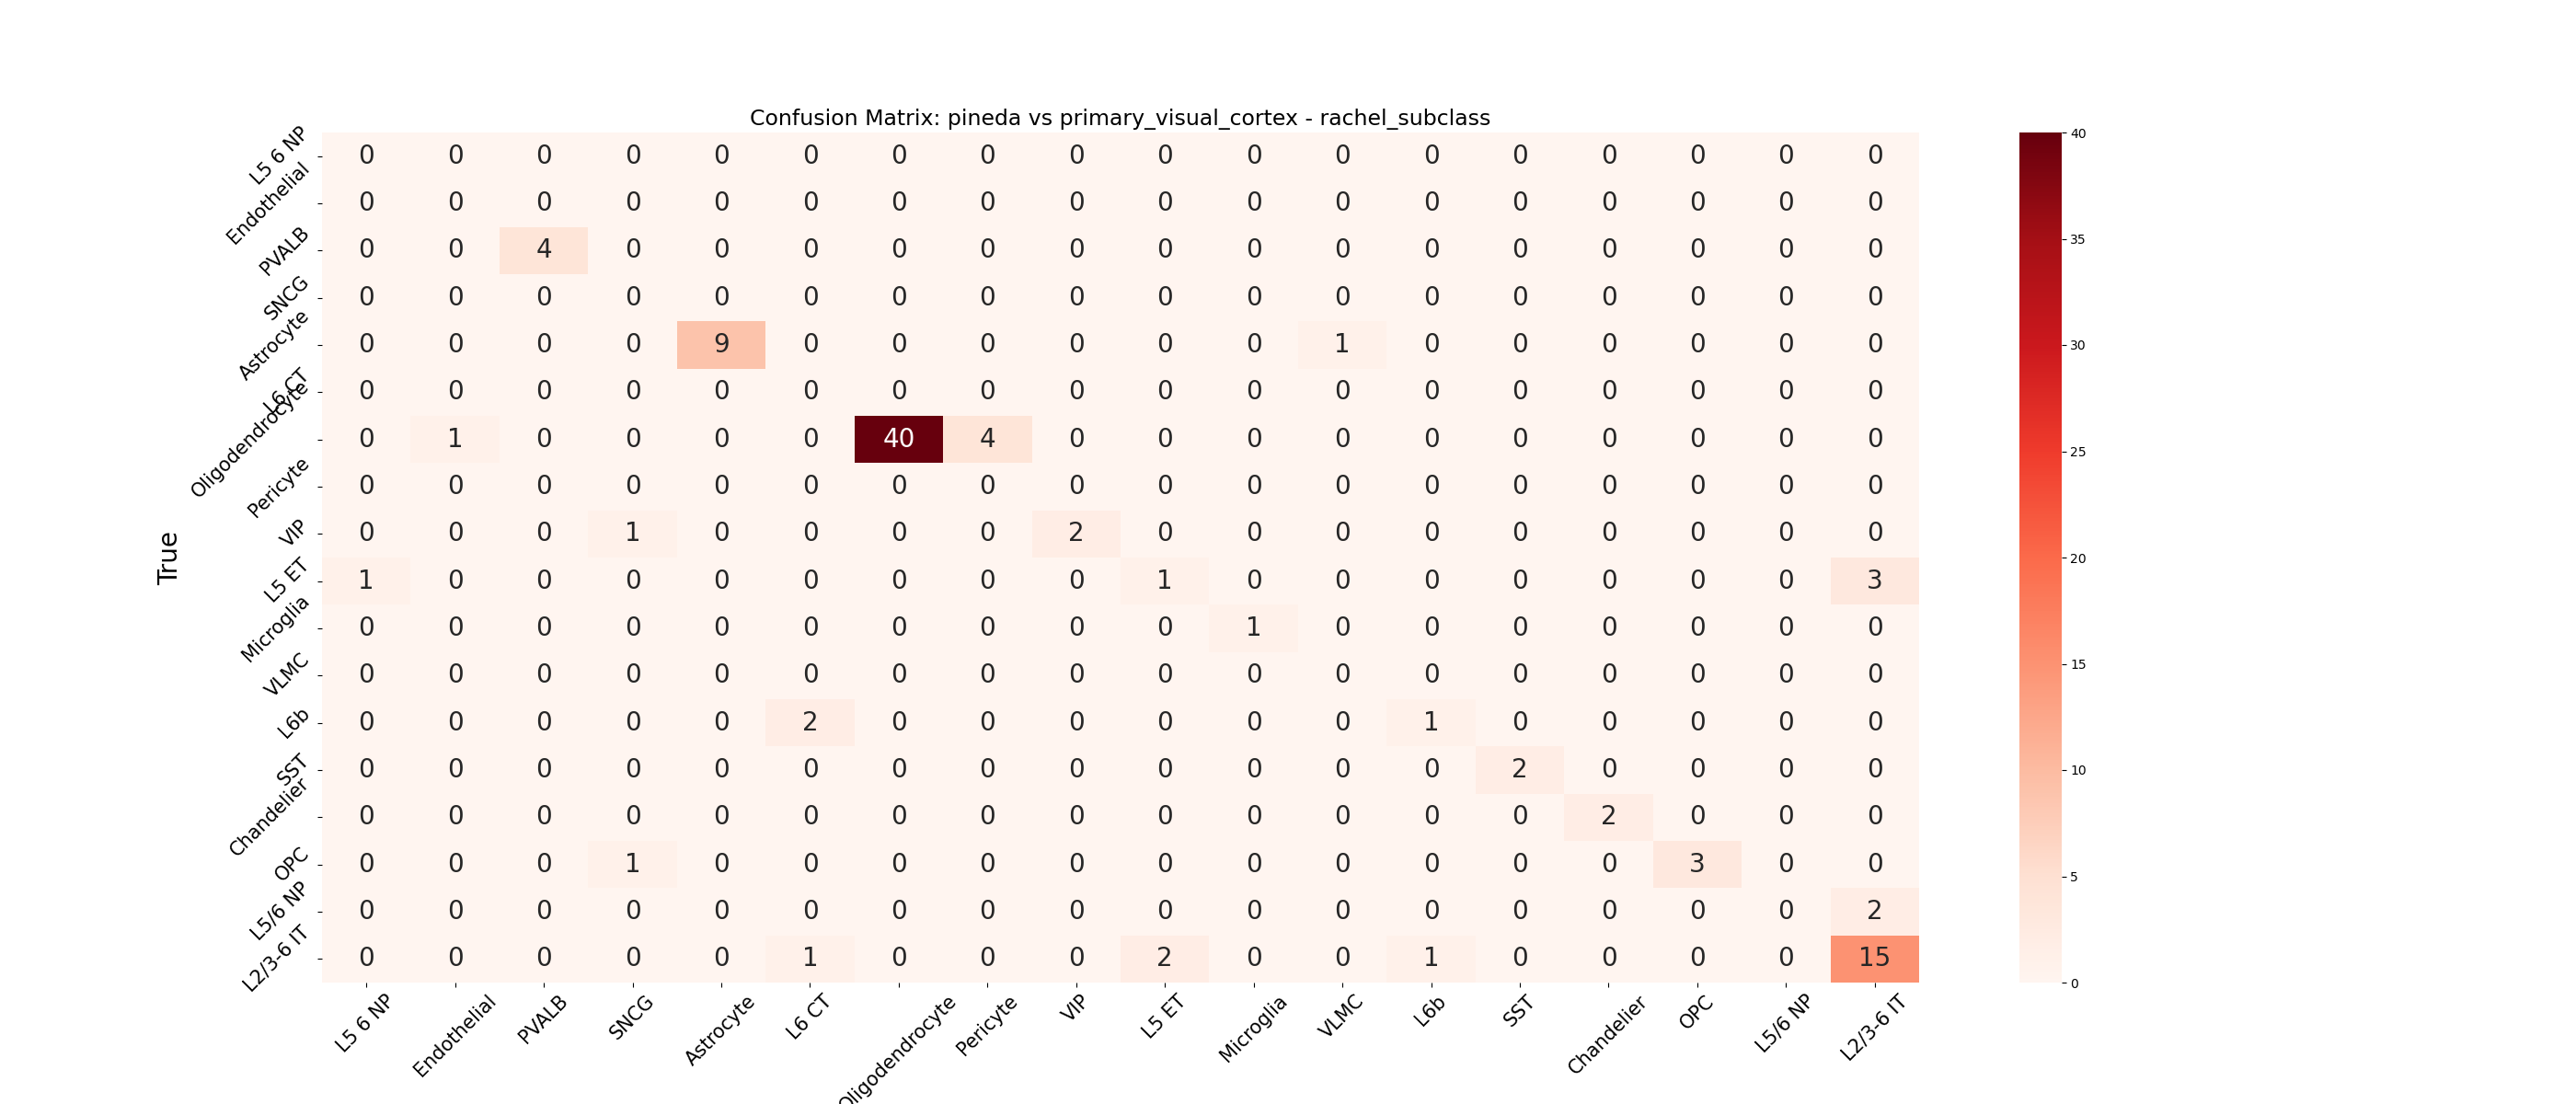 Confusion Matrix: pineda vs primary_visual_cortex - rachel_subclass
True
L5 6 NP 0 0 0 0 0 0 0 0 0 0 0 0 0 0 0 0 0 0
Endothelial 0 0 0 0 0 0 0 0 0 0 0 0 0 0 0 0 0 0
PVALB 0 0 4 0 0 0 0 0 0 0 0 0 0 0 0 0 0 0
SNCG 0 0 0 0 0 0 0 0 0 0 0 0 0 0 0 0 0 0
Astrocyte 0 0 0 0 9 0 0 0 0 0 0 1 0 0 0 0 0 0
L6 CT 0 0 0 0 0 0 0 0 0 0 0 0 0 0 0 0 0 0
Oligodendrocyte 0 1 0 0 0 0 40 4 0 0 0 0 0 0 0 0 0 0
Pericyte 0 0 0 0 0 0 0 0 0 0 0 0 0 0 0 0 0 0
VIP 0 0 0 1 0 0 0 0 2 0 0 0 0 0 0 0 0 0
L5 ET 1 0 0 0 0 0 0 0 0 1 0 0 0 0 0 0 0 3
Microglia 0 0 0 0 0 0 0 0 0 0 1 0 0 0 0 0 0 0
VLMC 0 0 0 0 0 0 0 0 0 0 0 0 0 0 0 0 0 0
L6b 0 0 0 0 0 2 0 0 0 0 0 0 1 0 0 0 0 0
SST 0 0 0 0 0 0 0 0 0 0 0 0 0 2 0 0 0 0
Chandelier 0 0 0 0 0 0 0 0 0 0 0 0 0 0 2 0 0 0
OPC 0 0 0 1 0 0 0 0 0 0 0 0 0 0 0 3 0 0
L5/6 NP 0 0 0 0 0 0 0 0 0 0 0 0 0 0 0 0 0 2
L2/3-6 IT 0 0 0 0 0 1 0 0 0 2 0 0 1 0 0 0 0 15
L5 6 NP Endothelial PVALB SNCG Astrocyte L6 CT Oligodendrocyte Pericyte VIP L5 ET Microglia VLMC L6b SST Chandelier OPC L5/6 NP L2/3-6 IT
40
35
30
25
20
15
10
5
0